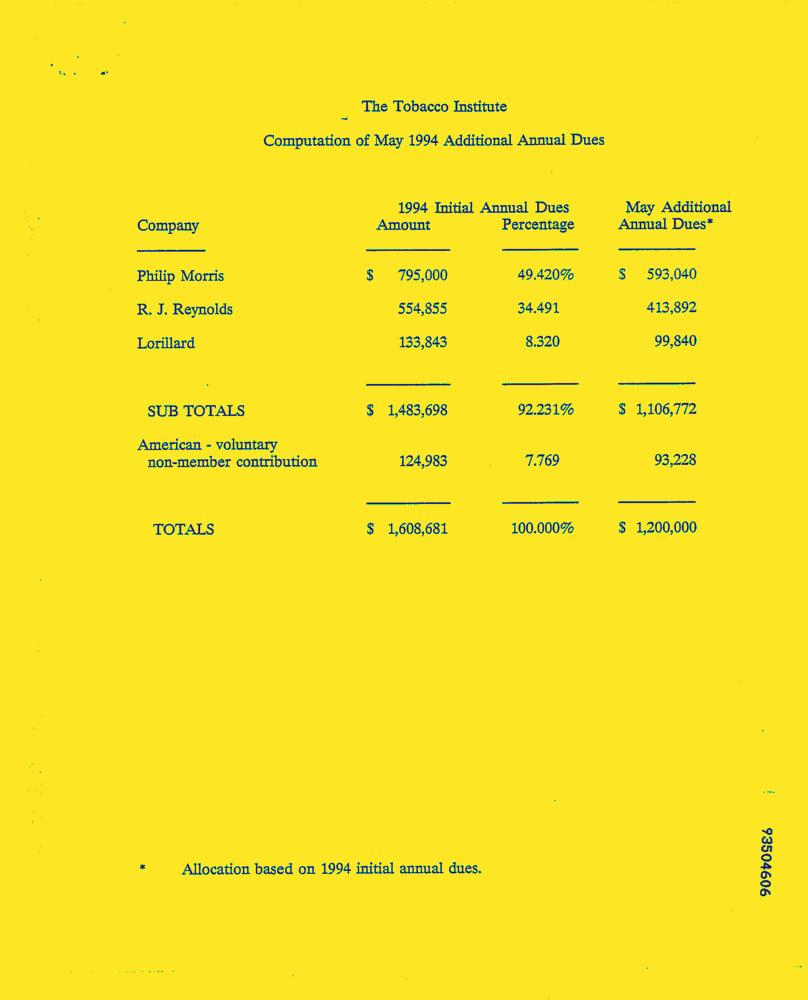 The Tobacco Institute
Computation of May 1994 Additional Annual Dues
1994 Initial Annual Dues May Additional
Company Amount Percentage Annual Dues*
Philip Morris $ 795,000 49.420% $ 593,040
R. J. Reynolds 554,855 34.491 413,892
Lorillard 133,843 8.320 99,840
SUB TOTALS $ 1,483,698 92.231% $ 1,106,772
American - voluntary
non-member contribution 124,983 7.769 93,228
TOTALS $ 1,608,681 100.000% $ 1,200,000
* Allocation based on 1994 initial annual dues.
93504606